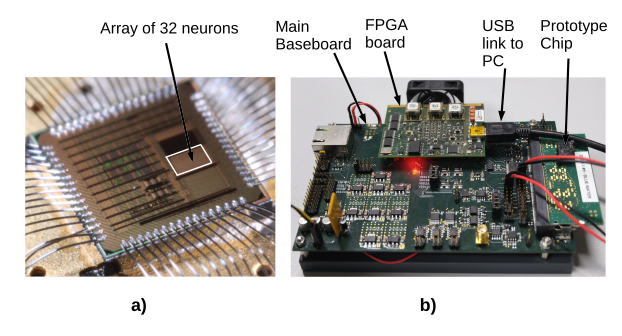 Array of 32 neurons
Main
Baseboard
FPGA
board
USB
link to
PC
Prototype
Chip
a)
b)